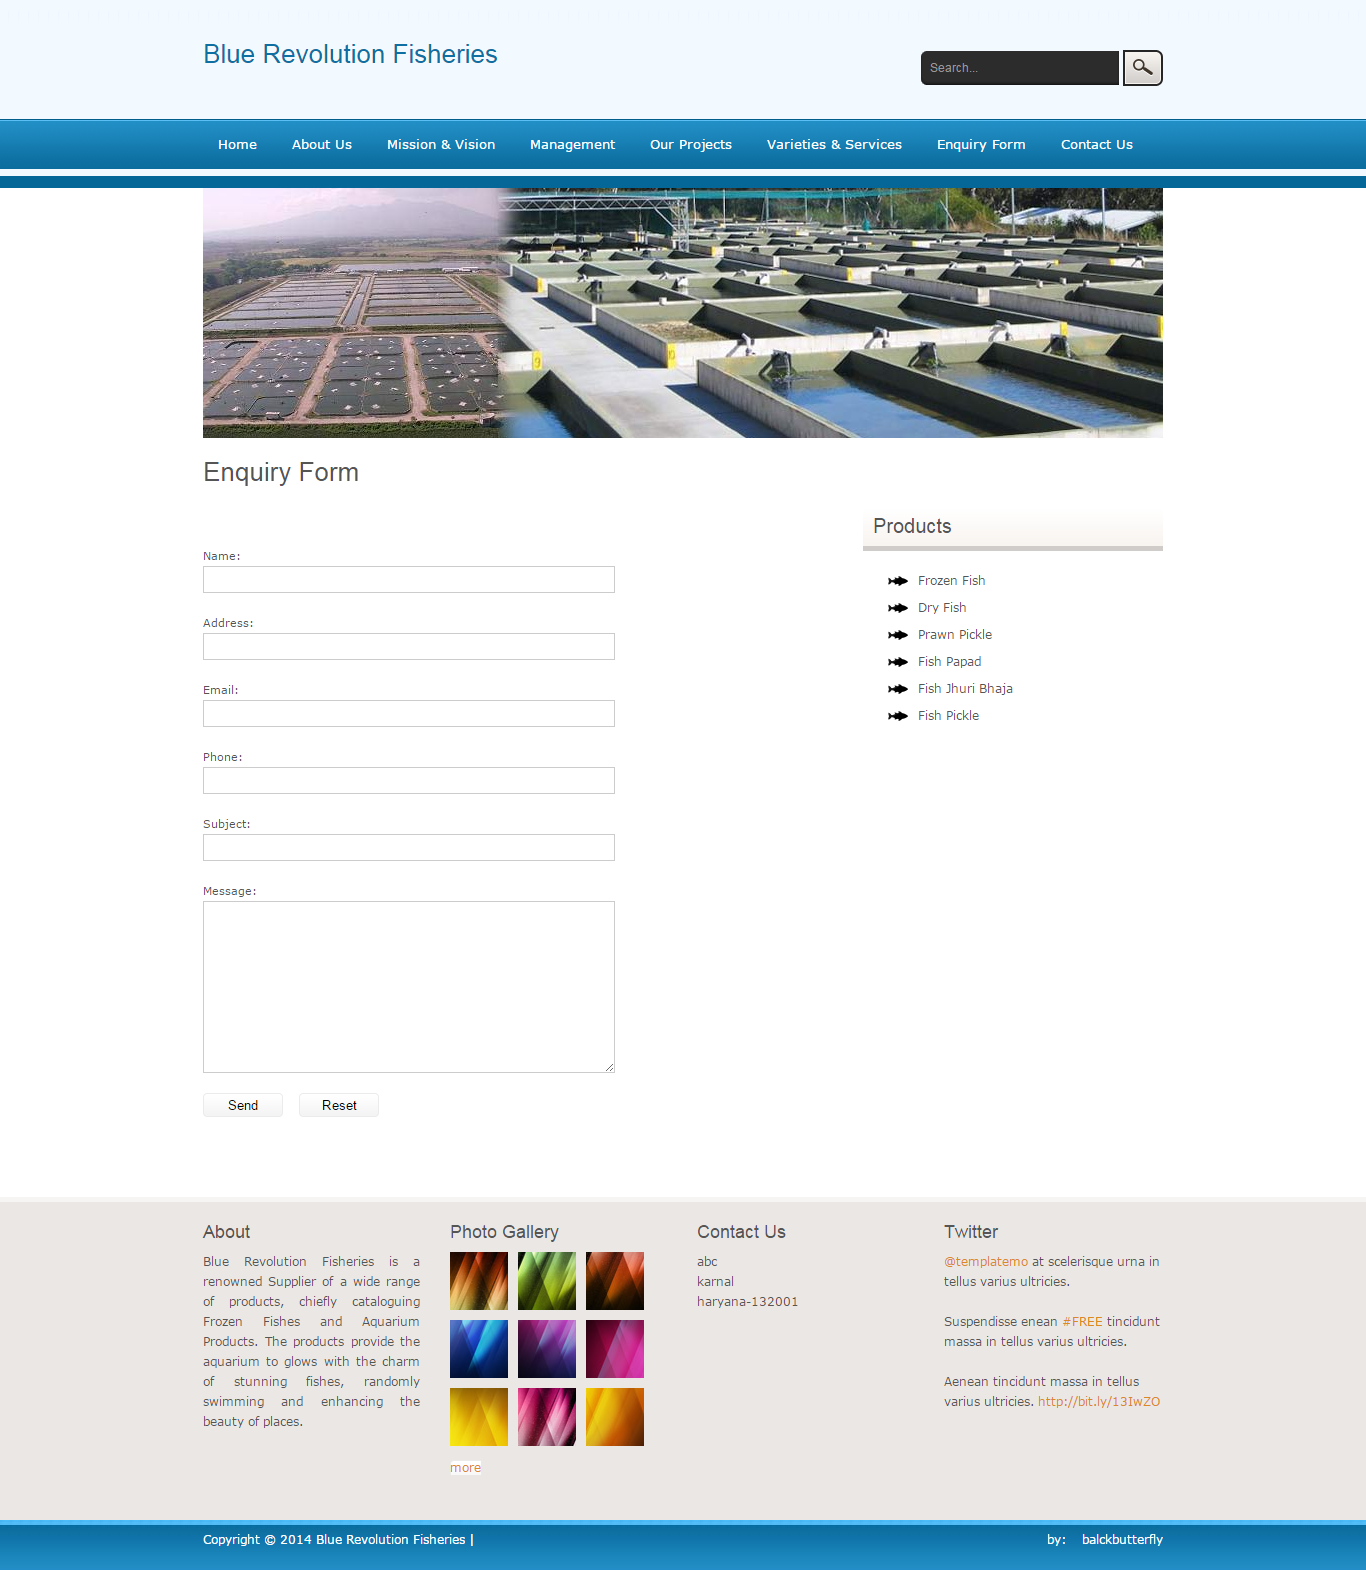 Blue Revolution Fisheries
Search...
Home About Us Mission & Vision Management Our Projects Varieties & Services Enquiry Form Contact Us
Enquiry Form
Products
Frozen Fish
Dry Fish
Prawn Pickle
Fish Papad
Fish Jhuri Bhaja
Fish Pickle
Name:
Address:
Email:
Phone:
Subject:
Message:
Send Reset
About
Blue Revolution Fisheries is a
renowned Supplier of a wide range
of products, chiefly cataloguing
Frozen Fishes and Aquarium
Products. The products provide the
aquarium to glows with the charm
of stunning fishes, randomly
swimming and enhancing the
beauty of places.
Photo Gallery
more
Contact Us
abc
karnal
haryana-132001
Twitter
@templatemo at scelerisque urna in
tellus varius ultricies.
Suspendisse enean #FREE tincidunt
massa in tellus varius ultricies.
Aenean tincidunt massa in tellus
varius ultricies. http://bit.ly/13IwZO
Copyright © 2014 Blue Revolution Fisheries |
by: balckbutterfly